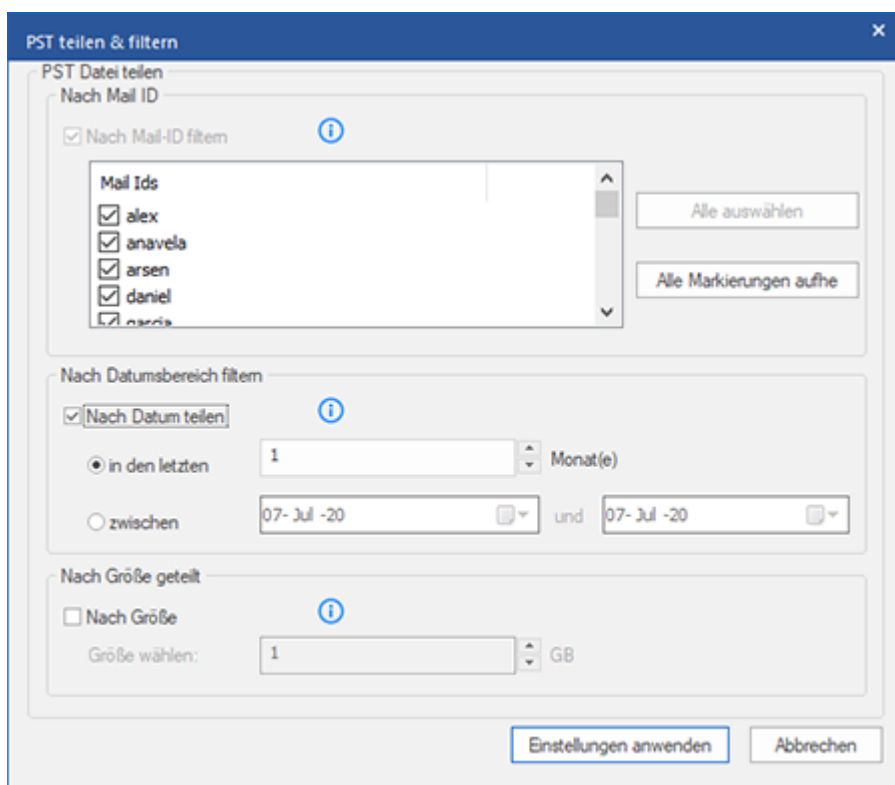 PST teilen & filtern
PST Datei teilen
Nach Mail ID
Nach Mail-ID filtern
Mail Ids
alex
anavela
arsen
daniel
garcia
Alle auswählen
Alle Markierungen aufhe
Nach Datumsbereich filtern
Nach Datum teilen
in den letzten 1 Monat(e)
zwischen 07- Jul -20 und 07- Jul -20
Nach Größe geteilt
Nach Größe
Größe wählen: 1 GB
Einstellungen anwenden Abbrechen